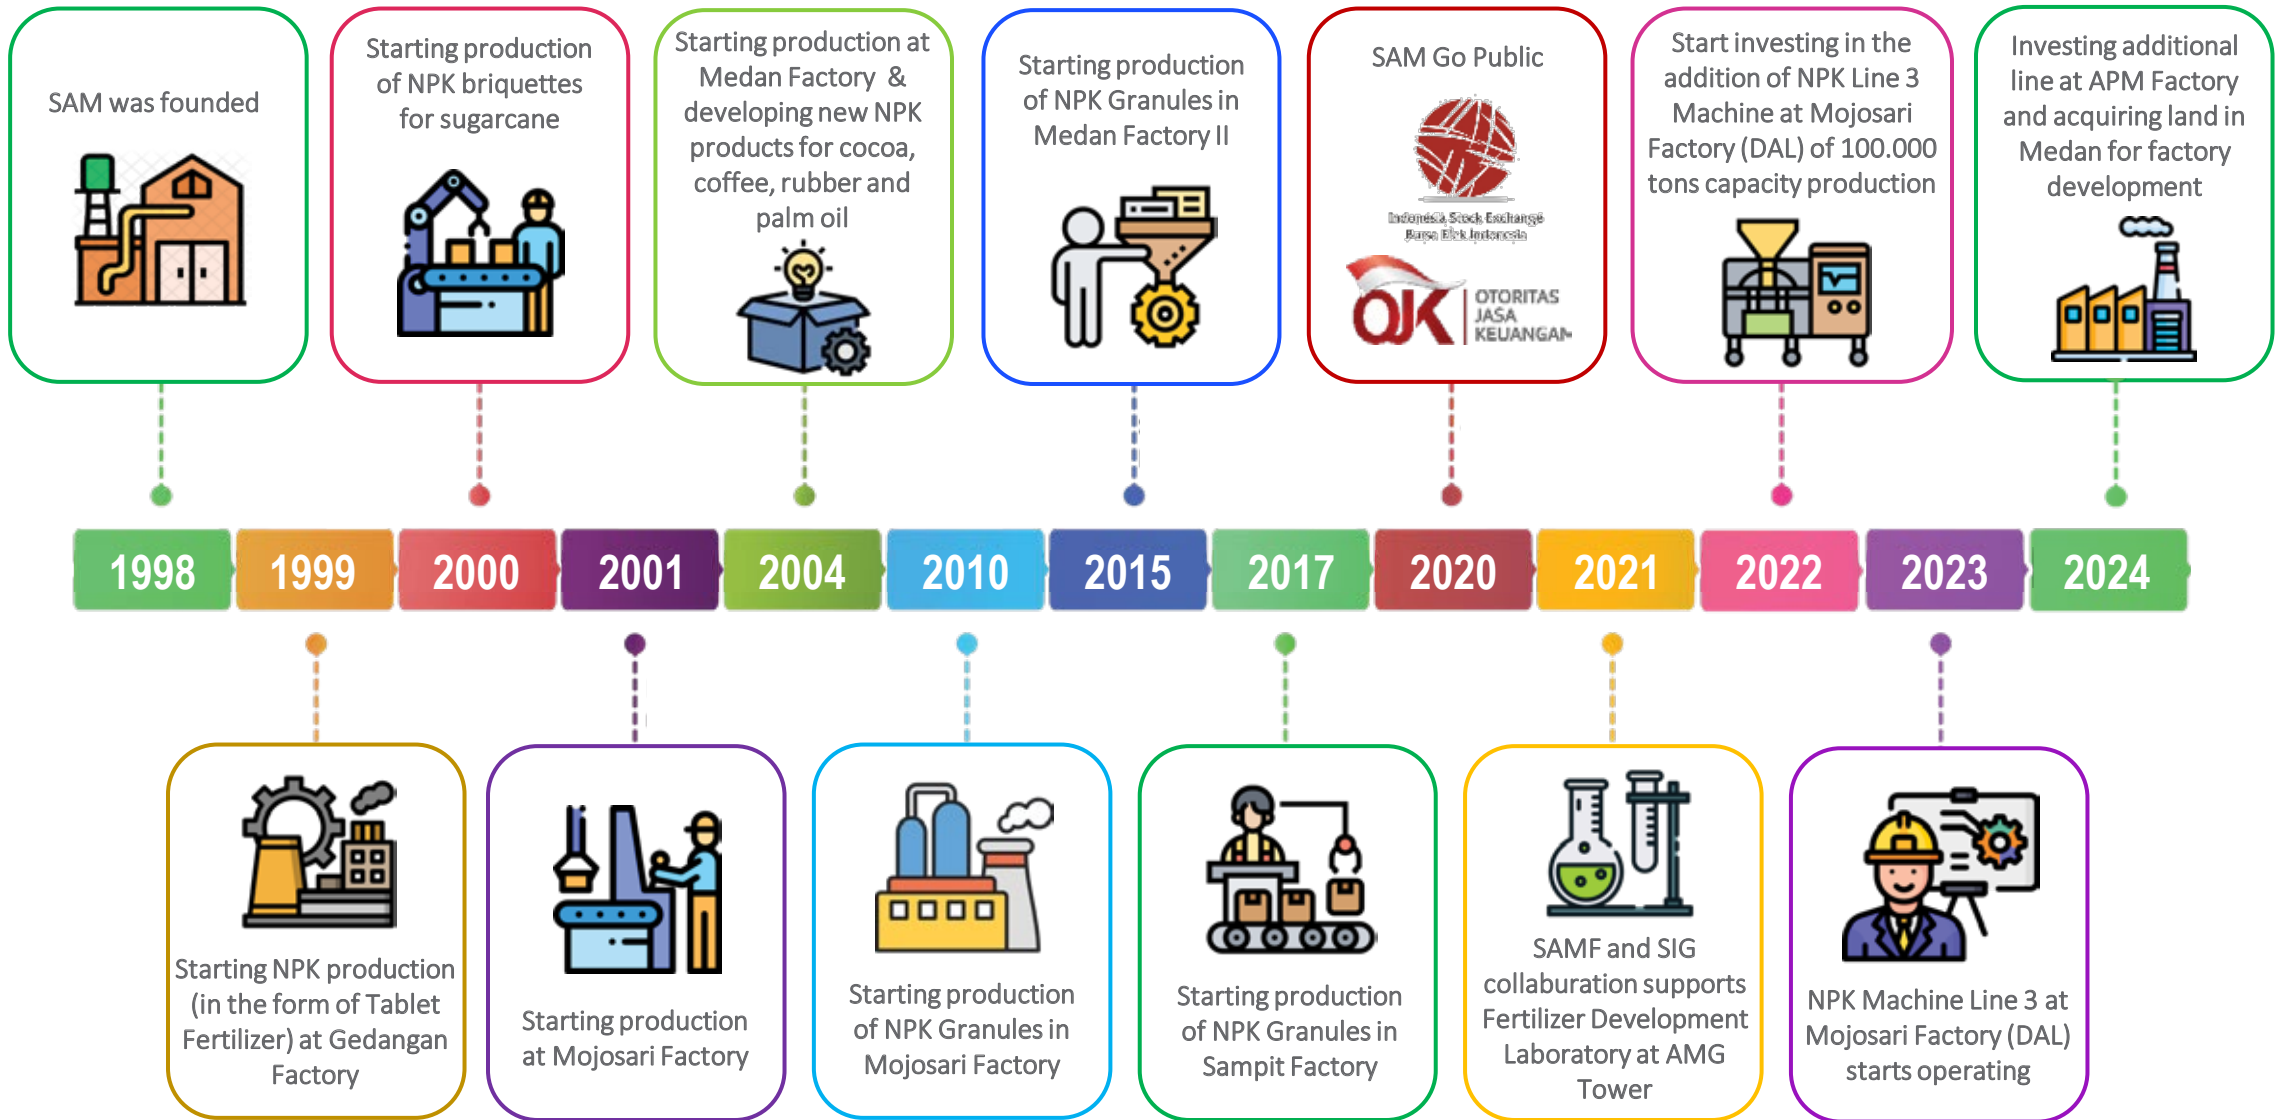 SAM was founded
Starting production
of NPK briquettes
for sugarcane
Starting production at
Medan Factory &
developing new NPK
products for cocoa,
coffee, rubber and
palm oil
Starting production
of NPK Granules in
Medan Factory II
SAM Go Public
Indonesia Stock Exchange
Bursa Efek Indonesia
OJK
OTORITAS
JASA
KEUANGAN
Start investing in the
addition of NPK Line 3
Machine at Mojosari
Factory (DAL) of 100.000
tons capacity production
Investing additional
line at APM Factory
and acquiring land in
Medan for factory
development
1998
1999
2000
2001
2004
2010
2015
2017
2020
2021
2022
2023
2024
Starting NPK production
(in the form of Tablet
Fertilizer) at Gedangan
Factory
Starting production
at Mojosari Factory
Starting production
of NPK Granules in
Mojosari Factory
Starting production
of NPK Granules in
Sampit Factory
SAMF and SIG
collaburation supports
Fertilizer Development
Laboratory at AMG
Tower
NPK Machine Line 3 at
Mojosari Factory (DAL)
starts operating